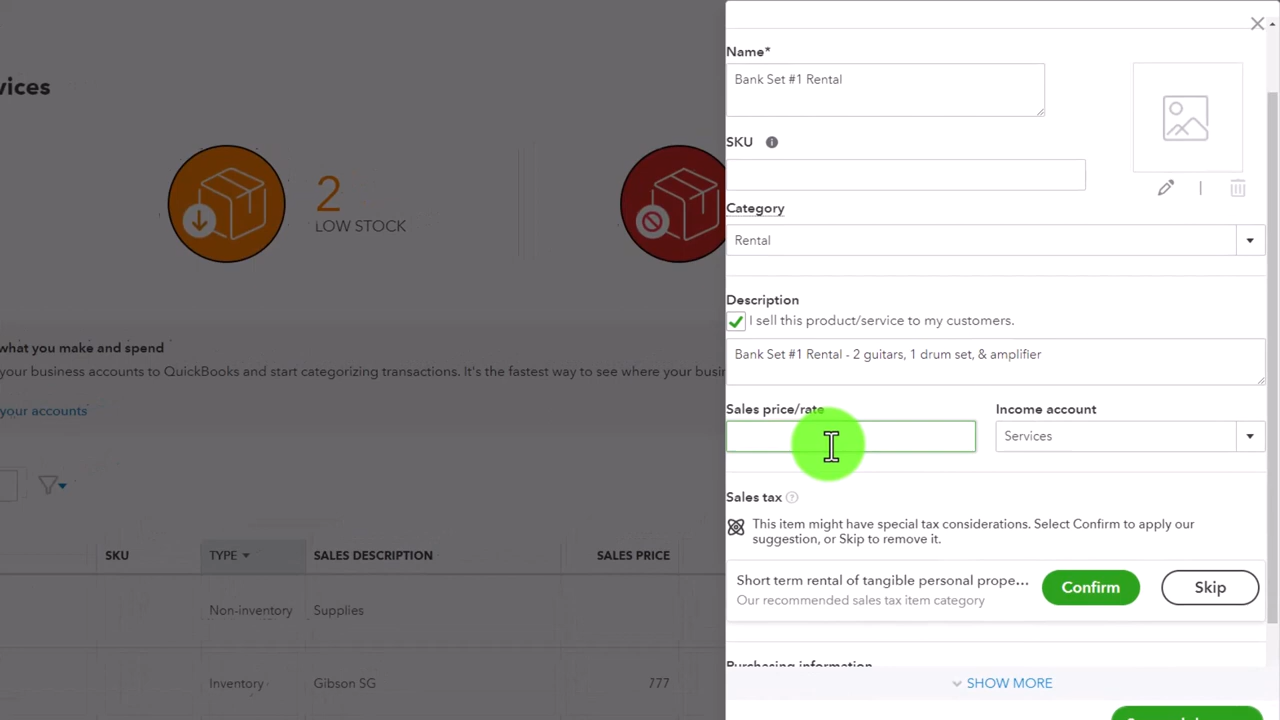 Name*
Bank Set #1 Rental
SKU
Category
Rental
Description
I sell this product/service to my customers.
Bank Set #1 Rental - 2 guitars, 1 drum set, & amplifier
Sales price/rate
Income account
Services
Sales tax
This item might have special tax considerations. Select Confirm to apply our
suggestion, or Skip to remove it.
Short term rental of tangible personal prope...
Our recommended sales tax item category
Confirm
Skip
Purchasing information
SHOW MORE
vices
2
LOW STOCK
what you make and spend
your business accounts to QuickBooks and start categorizing transactions. It's the fastest way to see where your busi
your accounts
SKU TYPE SALES DESCRIPTION SALES PRICE
Non-inventory Supplies
Inventory Gibson SG 777